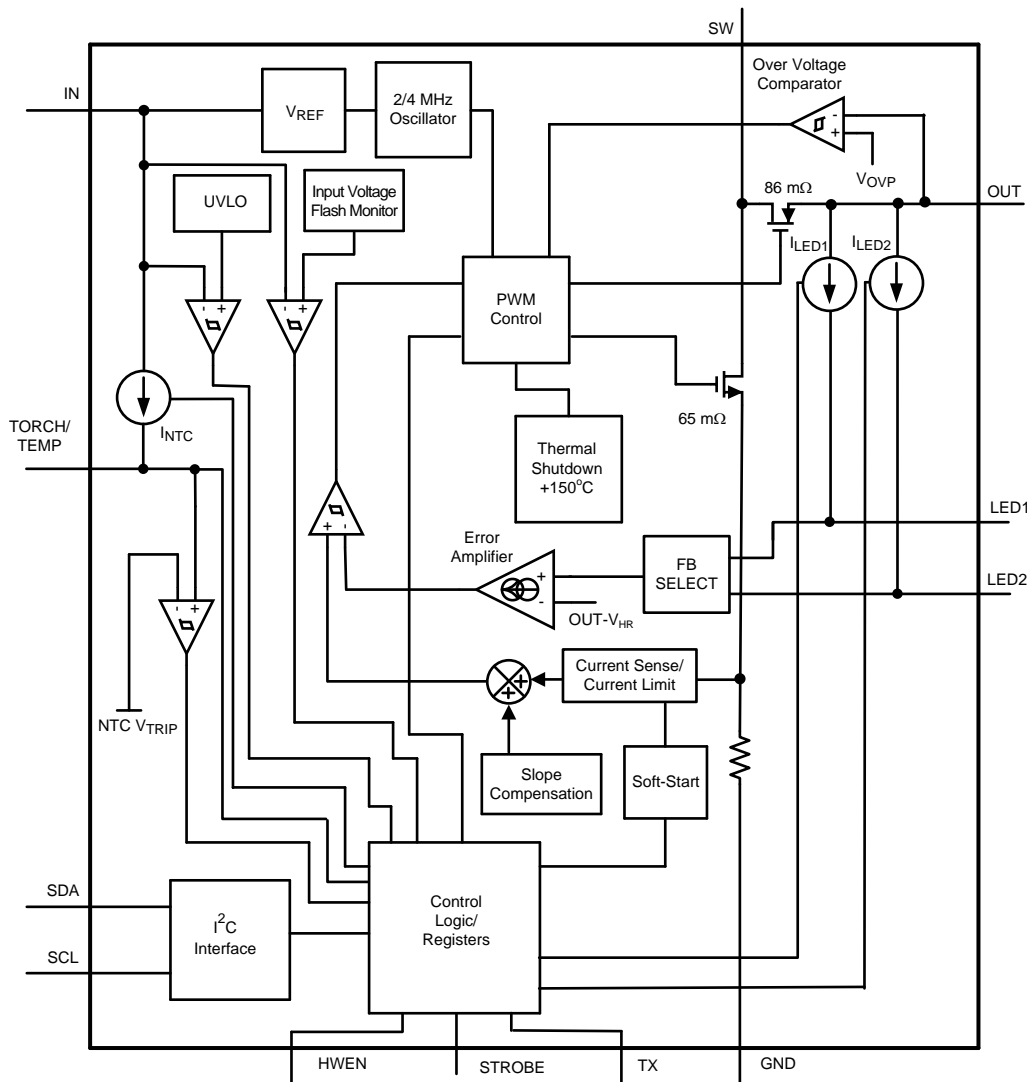 SW
Over Voltage
Comparator
IN
VREF
2/4 MHz
Oscillator
-
+
VOVP
UVLO
Input Voltage
Flash Monitor
86 mΩ
OUT
ILED1
ILED2
- +
- +
PWM
Control
65 mΩ
INTC
TORCH/
TEMP
Thermal
Shutdown
+150°C
+ -
LED1
Error
Amplifier
FB
SELECT
+
-
LED2
OUT-VHR
- +
NTC VTRIP
+
+
Current Sense/
Current Limit
Slope
Compensation
Soft-Start
SDA
I2C
Interface
SCL
Control
Logic/
Registers
HWEN
STROBE
TX
GND